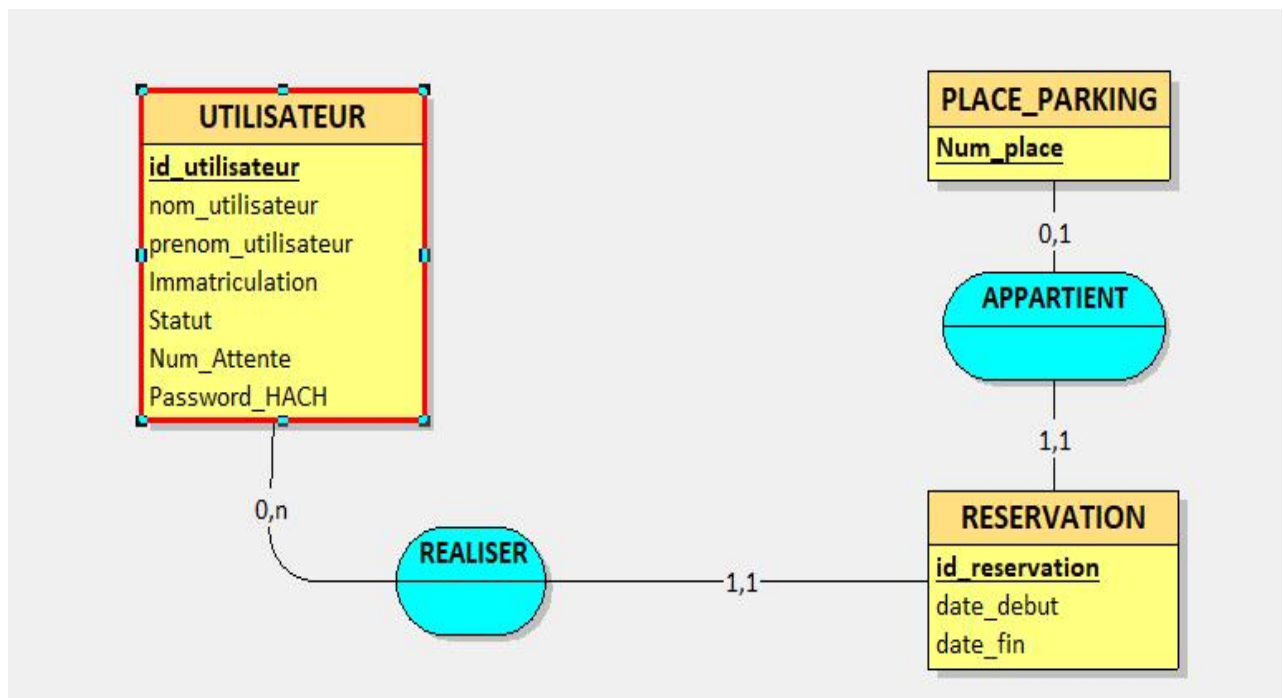 UTILISATEUR
id_utilisateur
nom_utilisateur
prenom_utilisateur
Immatriculation
Statut
Num_Attente
Password_HACH
0,n
REALISER
1,1
PLACE_PARKING
Num_place
0,1
APPARTIENT
1,1
RESERVATION
id_reservation
date_debut
date_fin